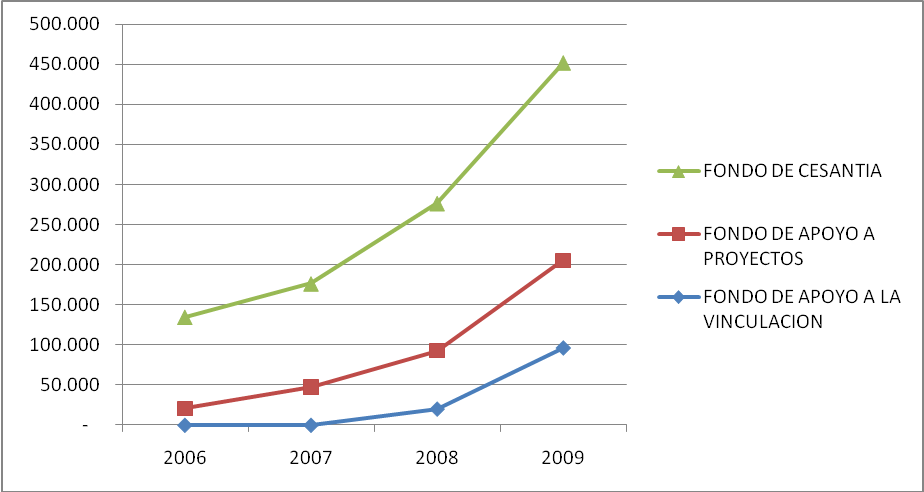 500.000
450.000
400.000
350.000
300.000
250.000
200.000
150.000
100.000
50.000
-
2006 2007 2008 2009
FONDO DE CESANTIA
FONDO DE APOYO A
PROYECTOS
FONDO DE APOYO A LA
VINCULACION